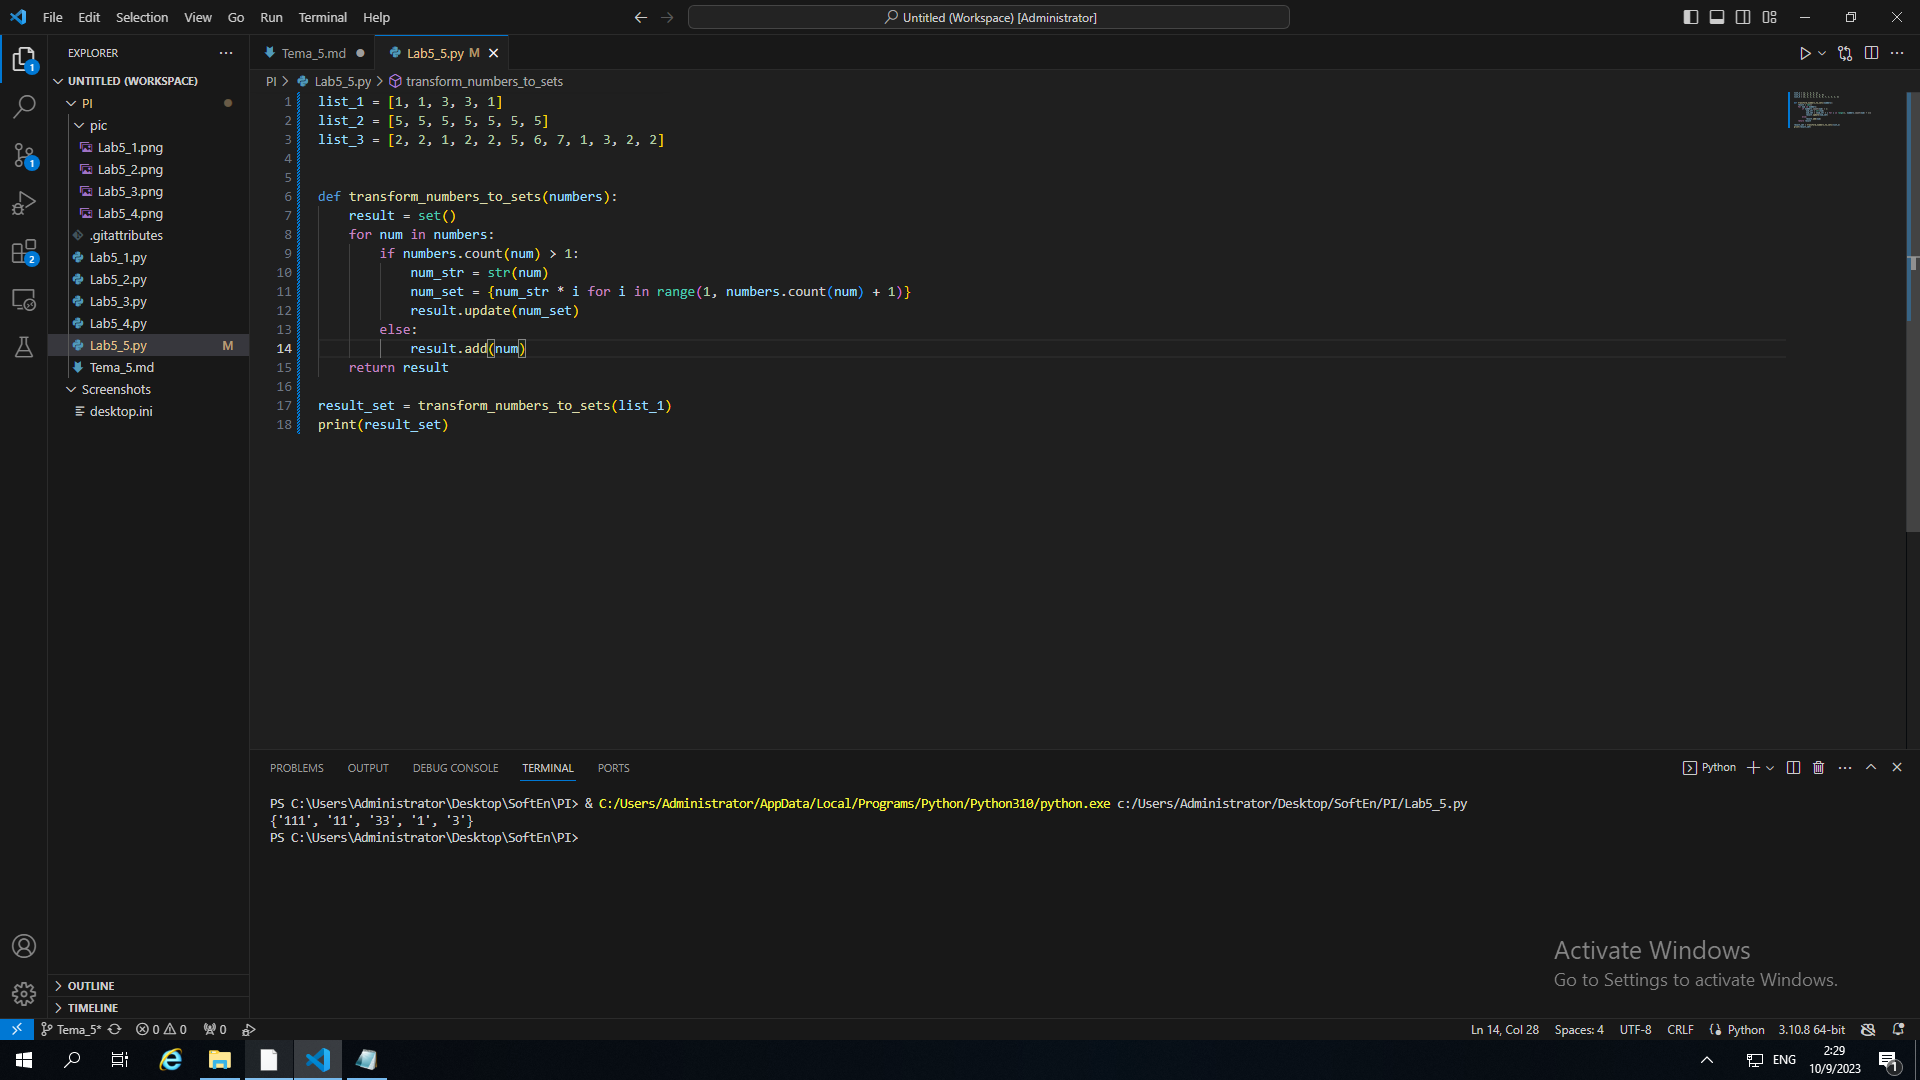 File Edit Selection View Go Run Terminal Help
Untitled (Workspace) [Administrator]
EXPLORER
UNTITLED (WORKSPACE)
PI
pic
Lab5_1.png
Lab5_2.png
Lab5_3.png
Lab5_4.png
.gitattributes
Lab5_1.py
Lab5_2.py
Lab5_3.py
Lab5_4.py
Lab5_5.py M
Tema_5.md
Screenshots
desktop.ini
OUTLINE
TIMELINE
1
1
2
Tema_5.md
Lab5_5.py M
PI > Lab5_5.py > transform_numbers_to_sets
1 list_1 = [1, 1, 3, 3, 1]
2 list_2 = [5, 5, 5, 5, 5, 5, 5]
3 list_3 = [2, 2, 1, 2, 2, 5, 6, 7, 1, 3, 2, 2]
4
5
6 def transform_numbers_to_sets(numbers):
7 result = set()
8 for num in numbers:
9 if numbers.count(num) > 1:
10 num_str = str(num)
11 num_set = {num_str * i for i in range(1, numbers.count(num) + 1)}
12 result.update(num_set)
13 else:
14 result.add(num)
15 return result
16
17 result_set = transform_numbers_to_sets(list_1)
18 print(result_set)
PROBLEMS OUTPUT DEBUG CONSOLE TERMINAL PORTS
Python
PS C:\Users\Administrator\Desktop\SoftEn\PI> & C:/Users/Administrator/AppData/Local/Programs/Python/Python310/python.exe c:/Users/Administrator/Desktop/SoftEn/PI/Lab5_5.py
{'111', '11', '33', '1', '3'}
PS C:\Users\Administrator\Desktop\SoftEn\PI>
Activate Windows
Go to Settings to activate Windows.
Tema_5* 0 0 0
Ln 14, Col 28 Spaces: 4 UTF-8 CRLF Python 3.10.8 64-bit
ENG
2:29
10/9/2023
1